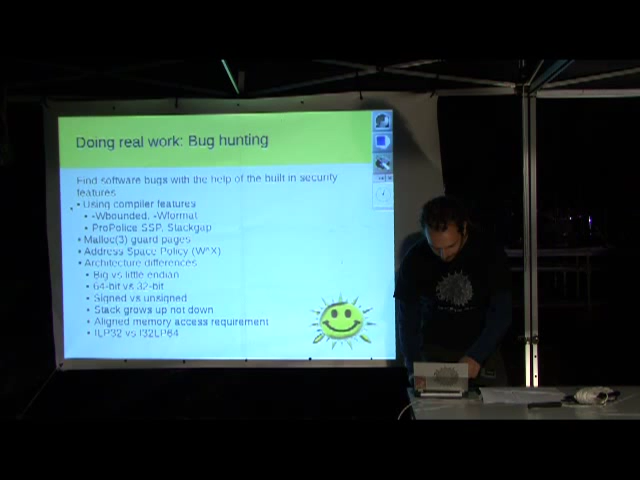 Doing real work: Bug hunting
Find software bugs with the help of the built in security
features
• Using compiler features
• -Wbounded, -Wformat
• ProPolice SSP, Stackgap
• Malloc(3) guard pages
• Address Space Policy (W^X)
• Architecture differences
• Big vs little endian
• 64-bit vs 32-bit
• Signed vs unsigned
• Stack grows up not down
• Aligned memory access requirement
• ILP32 vs I32LP64